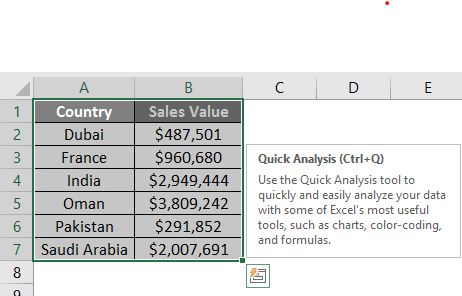 A B C D E
1 Country Sales Value
2 Dubai $487,501
3 France $960,680
4 India $2,949,444
5 Oman $3,809,242
6 Pakistan $291,852
7 Saudi Arabia $2,007,691
8
Quick Analysis (Ctrl+Q)
Use the Quick Analysis tool to
quickly and easily analyze your data
with some of Excel's most useful
tools, such as charts, color-coding,
and formulas.